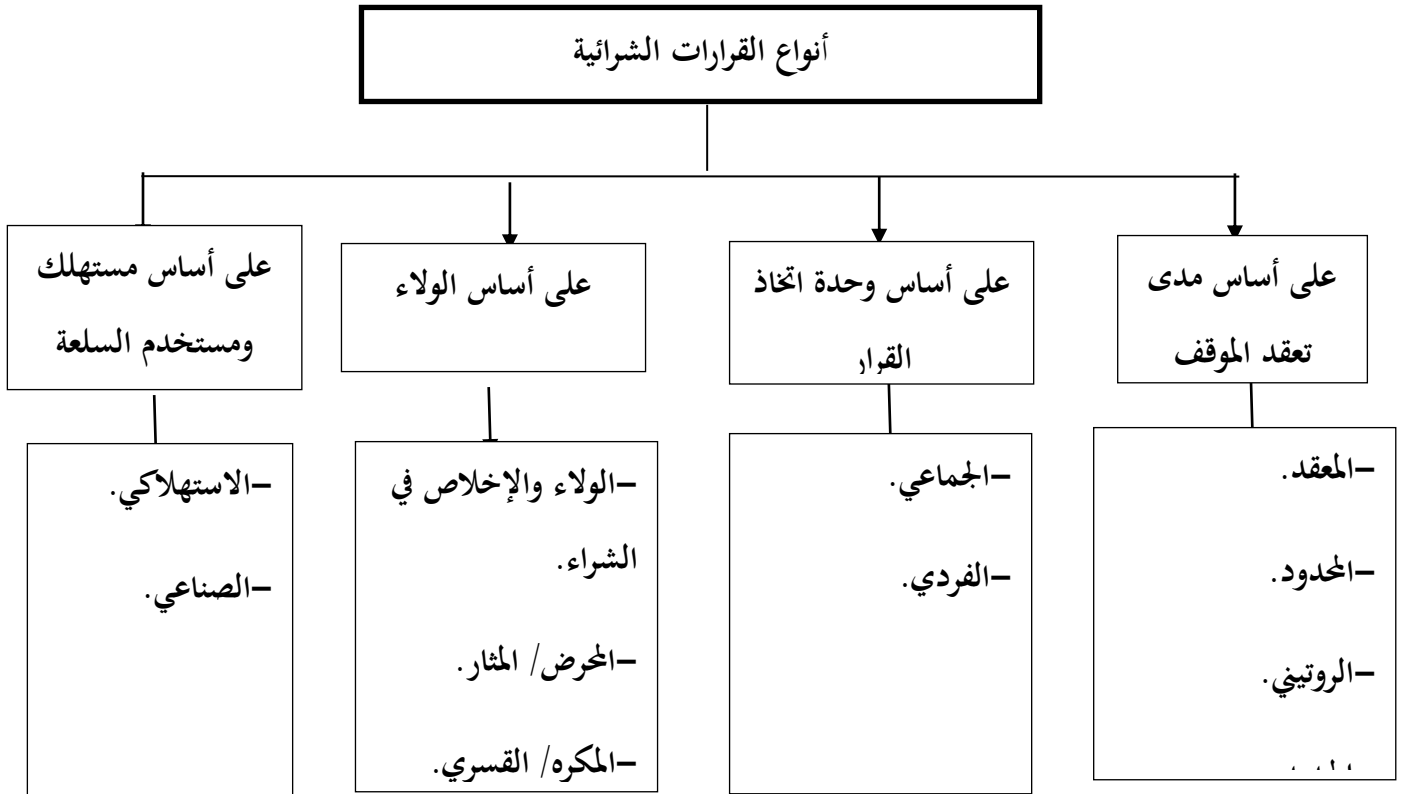 أنواع القرارات الشرائية
على أساس مدى
تعقد الموقف
على أساس وحدة اتخاذ
القرار
على أساس الولاء
على أساس مستهلك
ومستخدم السلعة
–المعقد.
–المحدود.
–الروتيني.
–الجماعي.
–الفردي.
–الولاء والإخلاص في
الشراء.
–المحرض/ المثار.
–المكره/ القسري.
–الاستهلاكي.
–الصناعي.